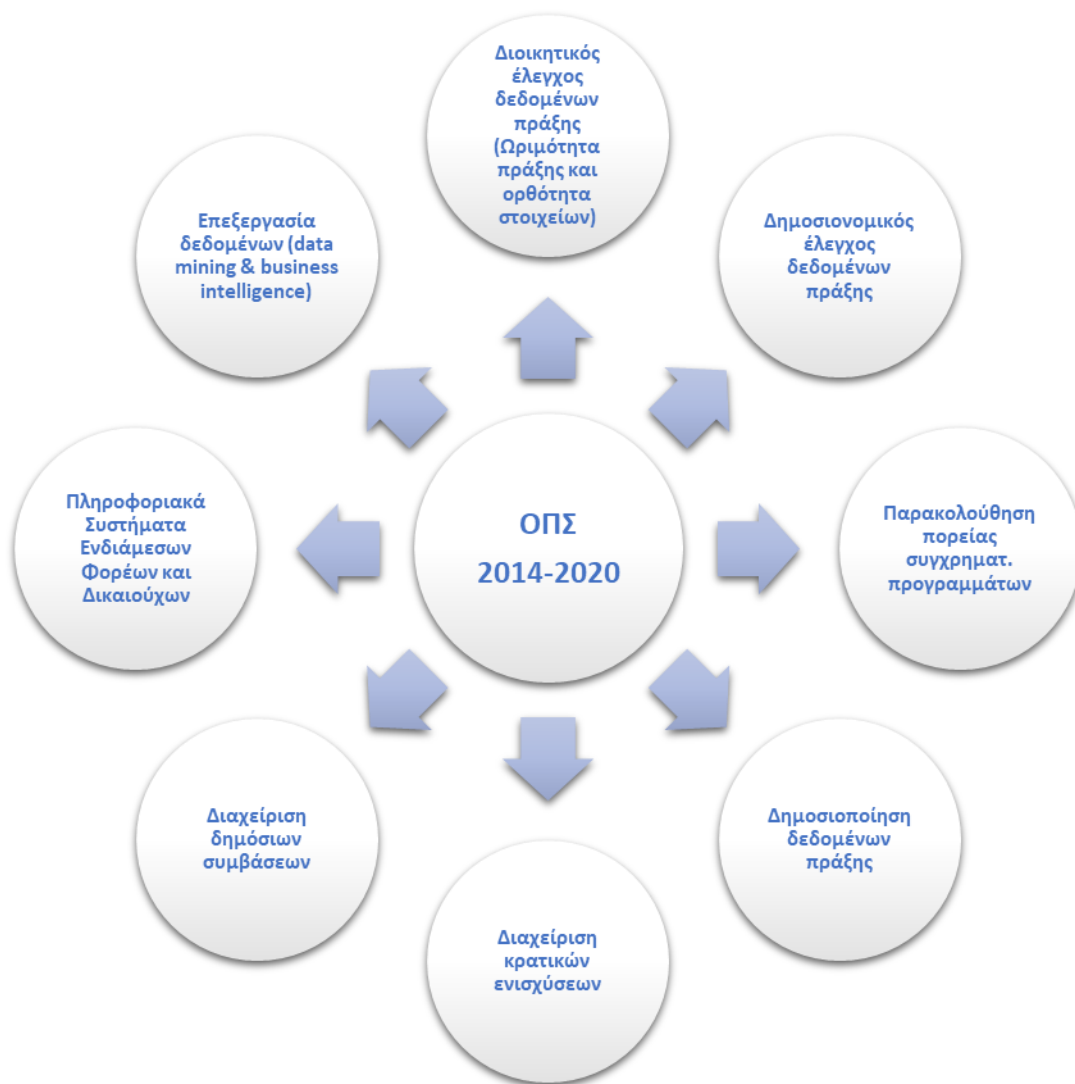 Διοικητικός
έλεγχος
δεδομένων
πράξης
(Ωριμότητα
πράξης και
ορθότητα
στοιχείων)
Δημοσιονομικός
έλεγχος
δεδομένων
πράξης
Παρακολούθηση
πορείας
συγχρηματ.
προγραμμάτων
Δημοσιοποίηση
δεδομένων
πράξης
Διαχείριση
κρατικών
ενισχύσεων
Διαχείριση
δημόσιων
συμβάσεων
Πληροφοριακά
Συστήματα
Ενδιάμεσων
Φορέων και
Δικαιούχων
Επεξεργασία
δεδομένων (data
mining & business
intelligence)
ΟΠΣ
2014-2020